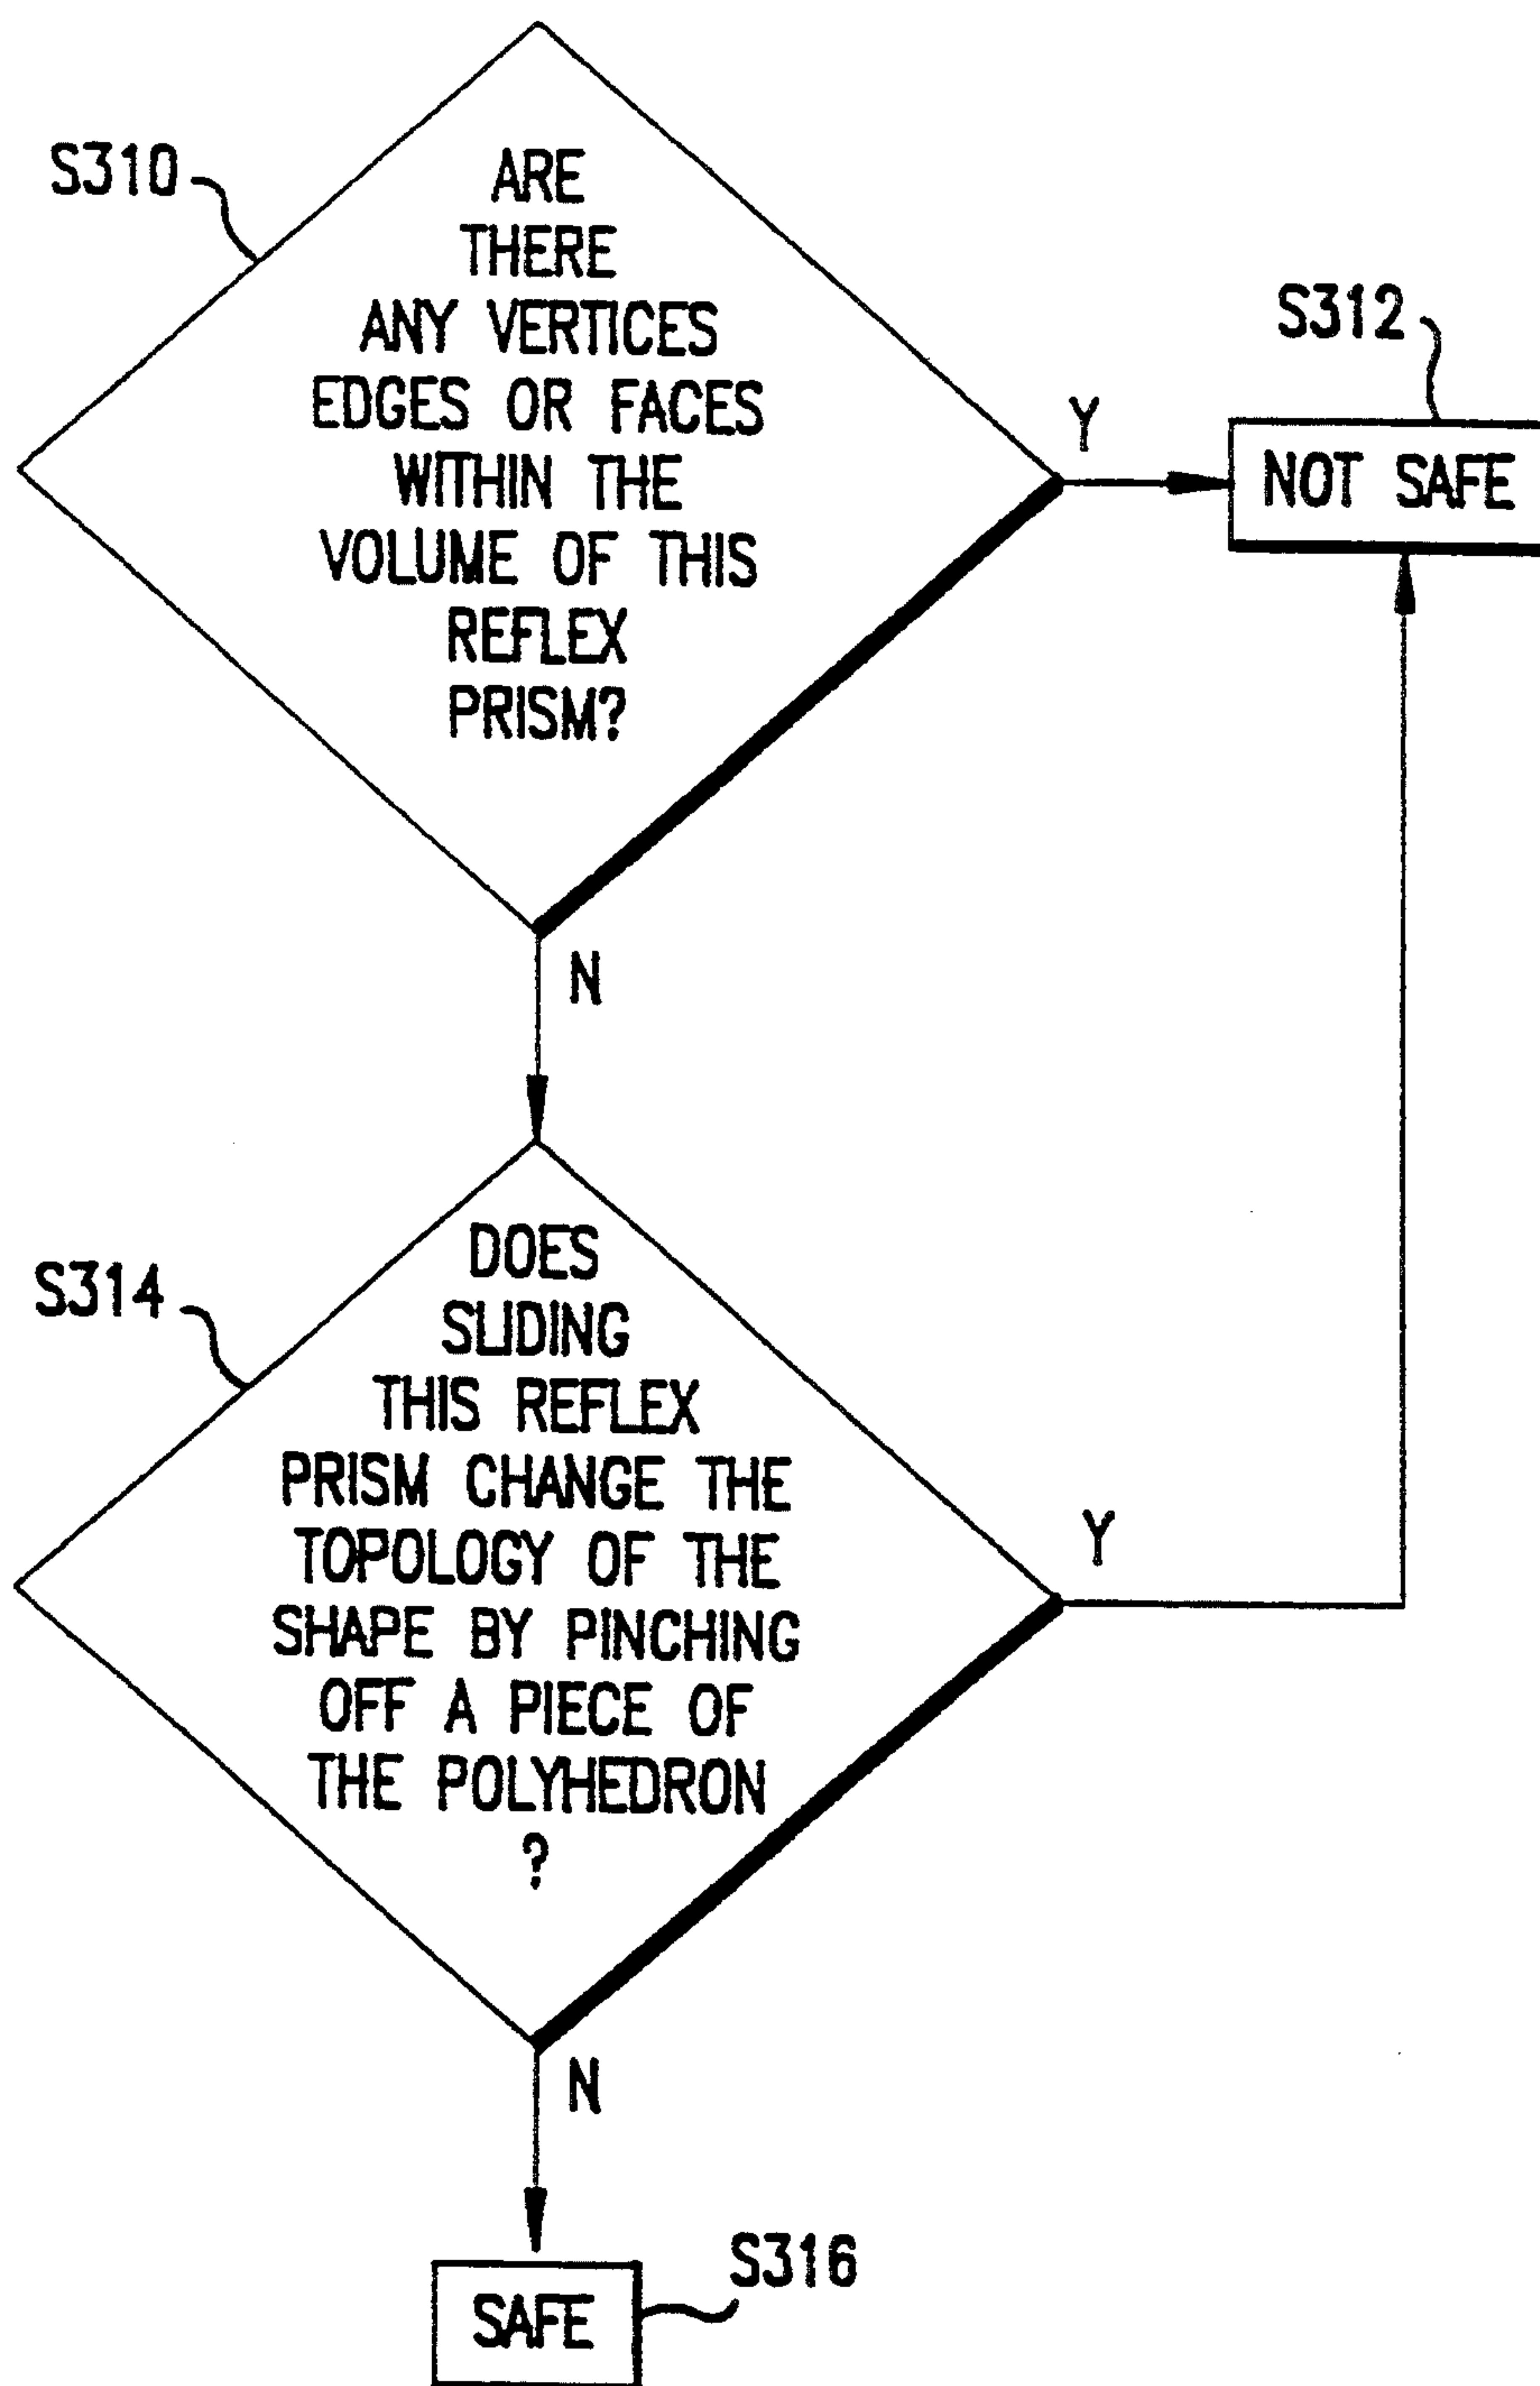 S310
ARE
THERE
ANY VERTICES
EDGES OR FACES
WITHIN THE
VOLUME OF THIS
REFLEX
PRISM?
Y
S312
NOT SAFE
N
S314
DOES
SLIDING
THIS REFLEX
PRISM CHANGE THE
TOPOLOGY OF THE
SHAPE BY PINCHING
OFF A PIECE OF
THE POLYHEDRON
?
Y
N
S316
SAFE